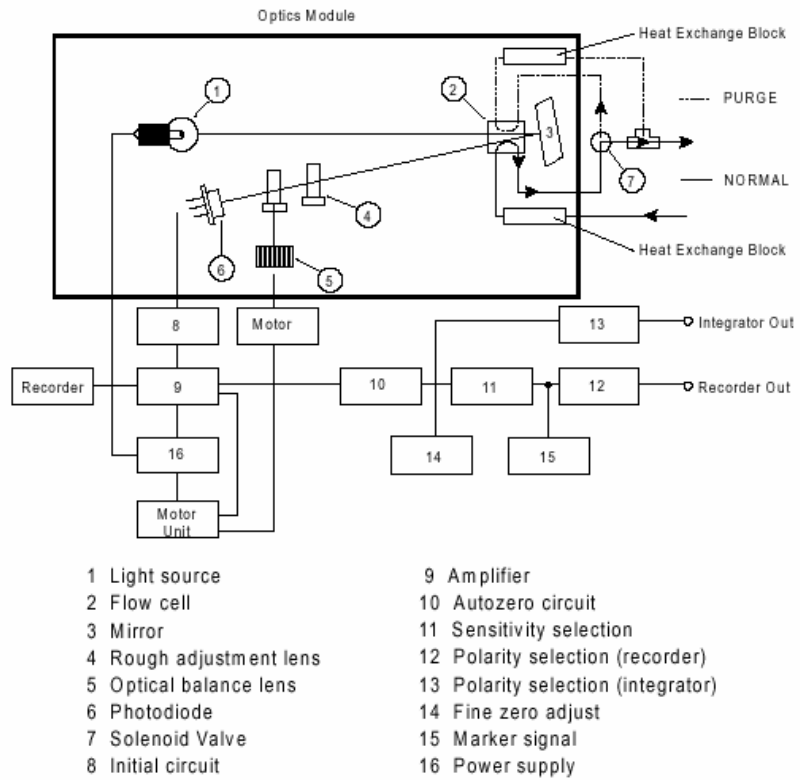 Optics Module
Heat Exchange Block
1
2
3
PURGE
7
NORMAL
4
6
5
Heat Exchange Block
8
Motor
13
Integrator Out
Recorder
9
10
11
12
Recorder Out
16
14
15
Motor
Unit
1 Light source
2 Flow cell
3 Mirror
4 Rough adjustment lens
5 Optical balance lens
6 Photodiode
7 Solenoid Valve
8 Initial circuit
9 Amplifier
10 Autozero circuit
11 Sensitivity selection
12 Polarity selection (recorder)
13 Polarity selection (integrator)
14 Fine zero adjust
15 Marker signal
16 Power supply